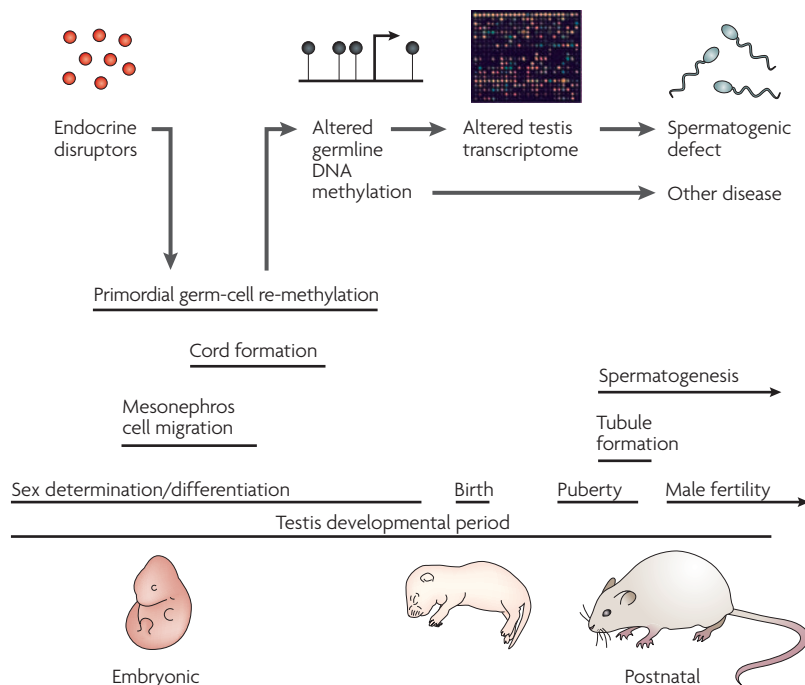 Endocrine
disruptors
Altered
germline
DNA
methylation
Altered testis
transcriptome
Spermatogenic
defect
Other disease
Primordial germ-cell re-methylation
Cord formation
Mesonephros
cell migration
Spermatogenesis
Tubule
formation
Sex determination/differentiation
Birth
Puberty
Male fertility
Testis developmental period
Embryonic
Postnatal